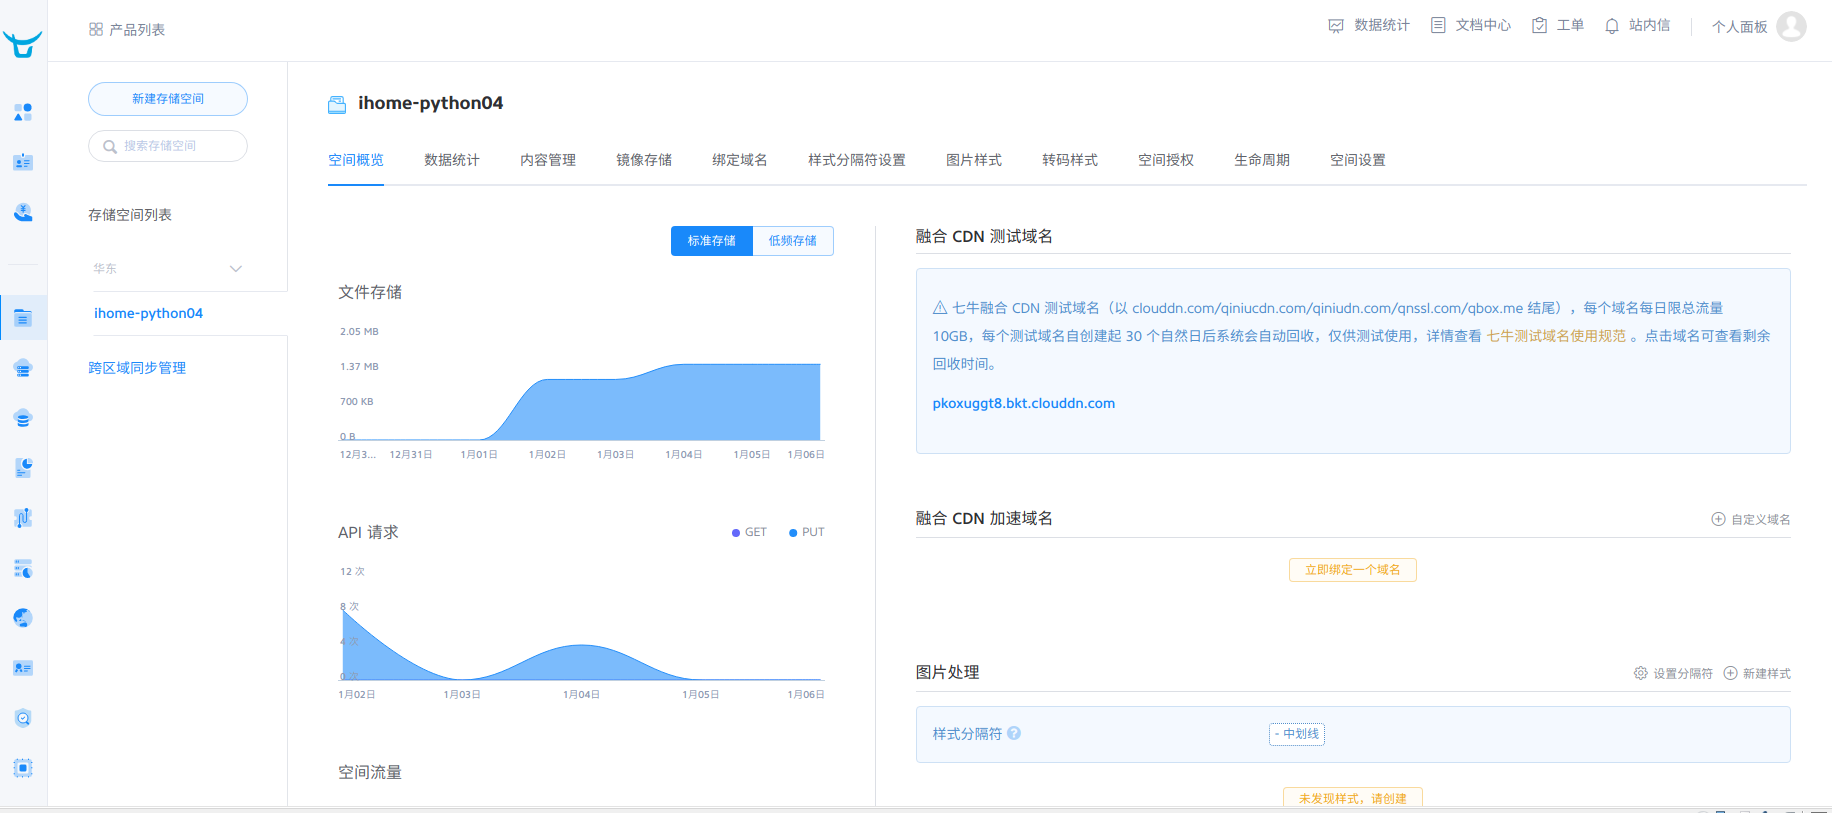 产品列表
数据统计
文档中心
工单
站内信
个人面板
新建存储空间
搜索存储空间
存储空间列表
华东
ihome-python04
跨区域同步管理
ihome-python04
空间概览
数据统计
内容管理
镜像存储
绑定域名
样式分隔符设置
图片样式
转码样式
空间授权
生命周期
空间设置
标准存储
低频存储
文件存储
2.05 MB
1.37 MB
700 KB
0 B
12月3...
12月31日
1月01日
1月02日
1月03日
1月04日
1月05日
1月06日
API 请求
GET
PUT
12 次
8 次
4 次
0 次
1月02日
1月03日
1月04日
1月05日
1月06日
空间流量
融合 CDN 测试域名
七牛融合 CDN 测试域名（以 clouddn.com/qiniucdn.com/qiniudn.com/qnssl.com/qbox.me 结尾），每个域名每日限总流量
10GB，每个测试域名自创建起 30 个自然日后系统会自动回收，仅供测试使用，详情查看 七牛测试域名使用规范 。点击域名可查看剩余
回收时间。
pkoxuggt8.bkt.clouddn.com
融合 CDN 加速域名
自定义域名
立即绑定一个域名
图片处理
设置分隔符
新建样式
样式分隔符
?
- 中划线
未发现样式，请创建